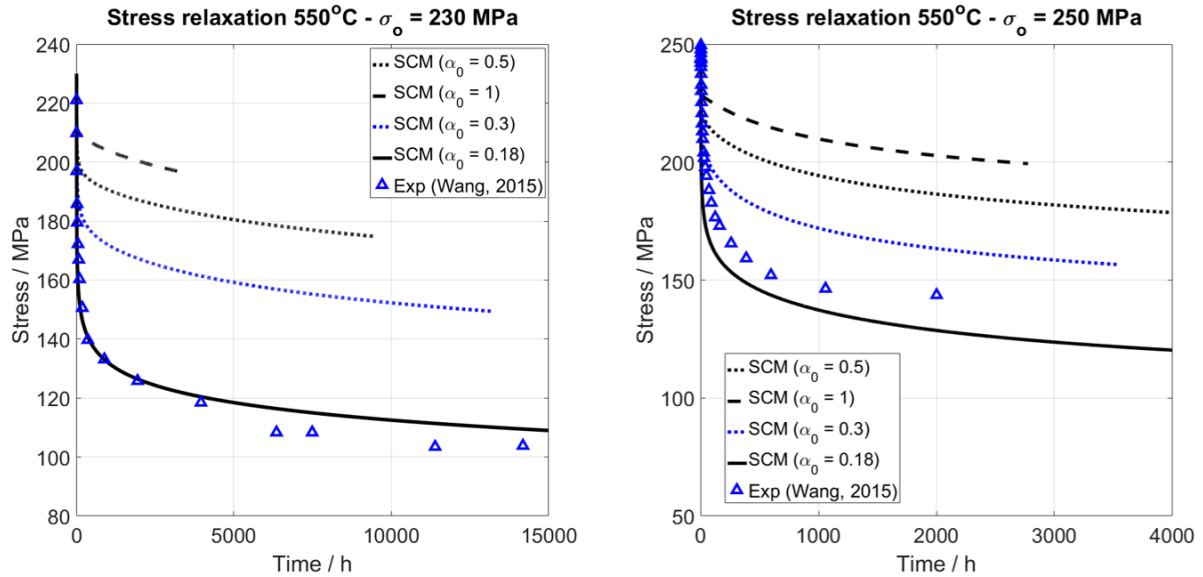 Stress relaxation 550°C - σₒ = 230 MPa
240
220
200
180
160
140
120
100
80
Stress / MPa
0
5000
10000
15000
Time / h
SCM (α₀ = 0.5)
SCM (α₀ = 1)
SCM (α₀ = 0.3)
SCM (α₀ = 0.18)
Exp (Wang, 2015)
Stress relaxation 550°C - σₒ = 250 MPa
250
200
150
100
50
Stress / MPa
0
1000
2000
3000
4000
Time / h
SCM (α₀ = 0.5)
SCM (α₀ = 1)
SCM (α₀ = 0.3)
SCM (α₀ = 0.18)
Exp (Wang, 2015)